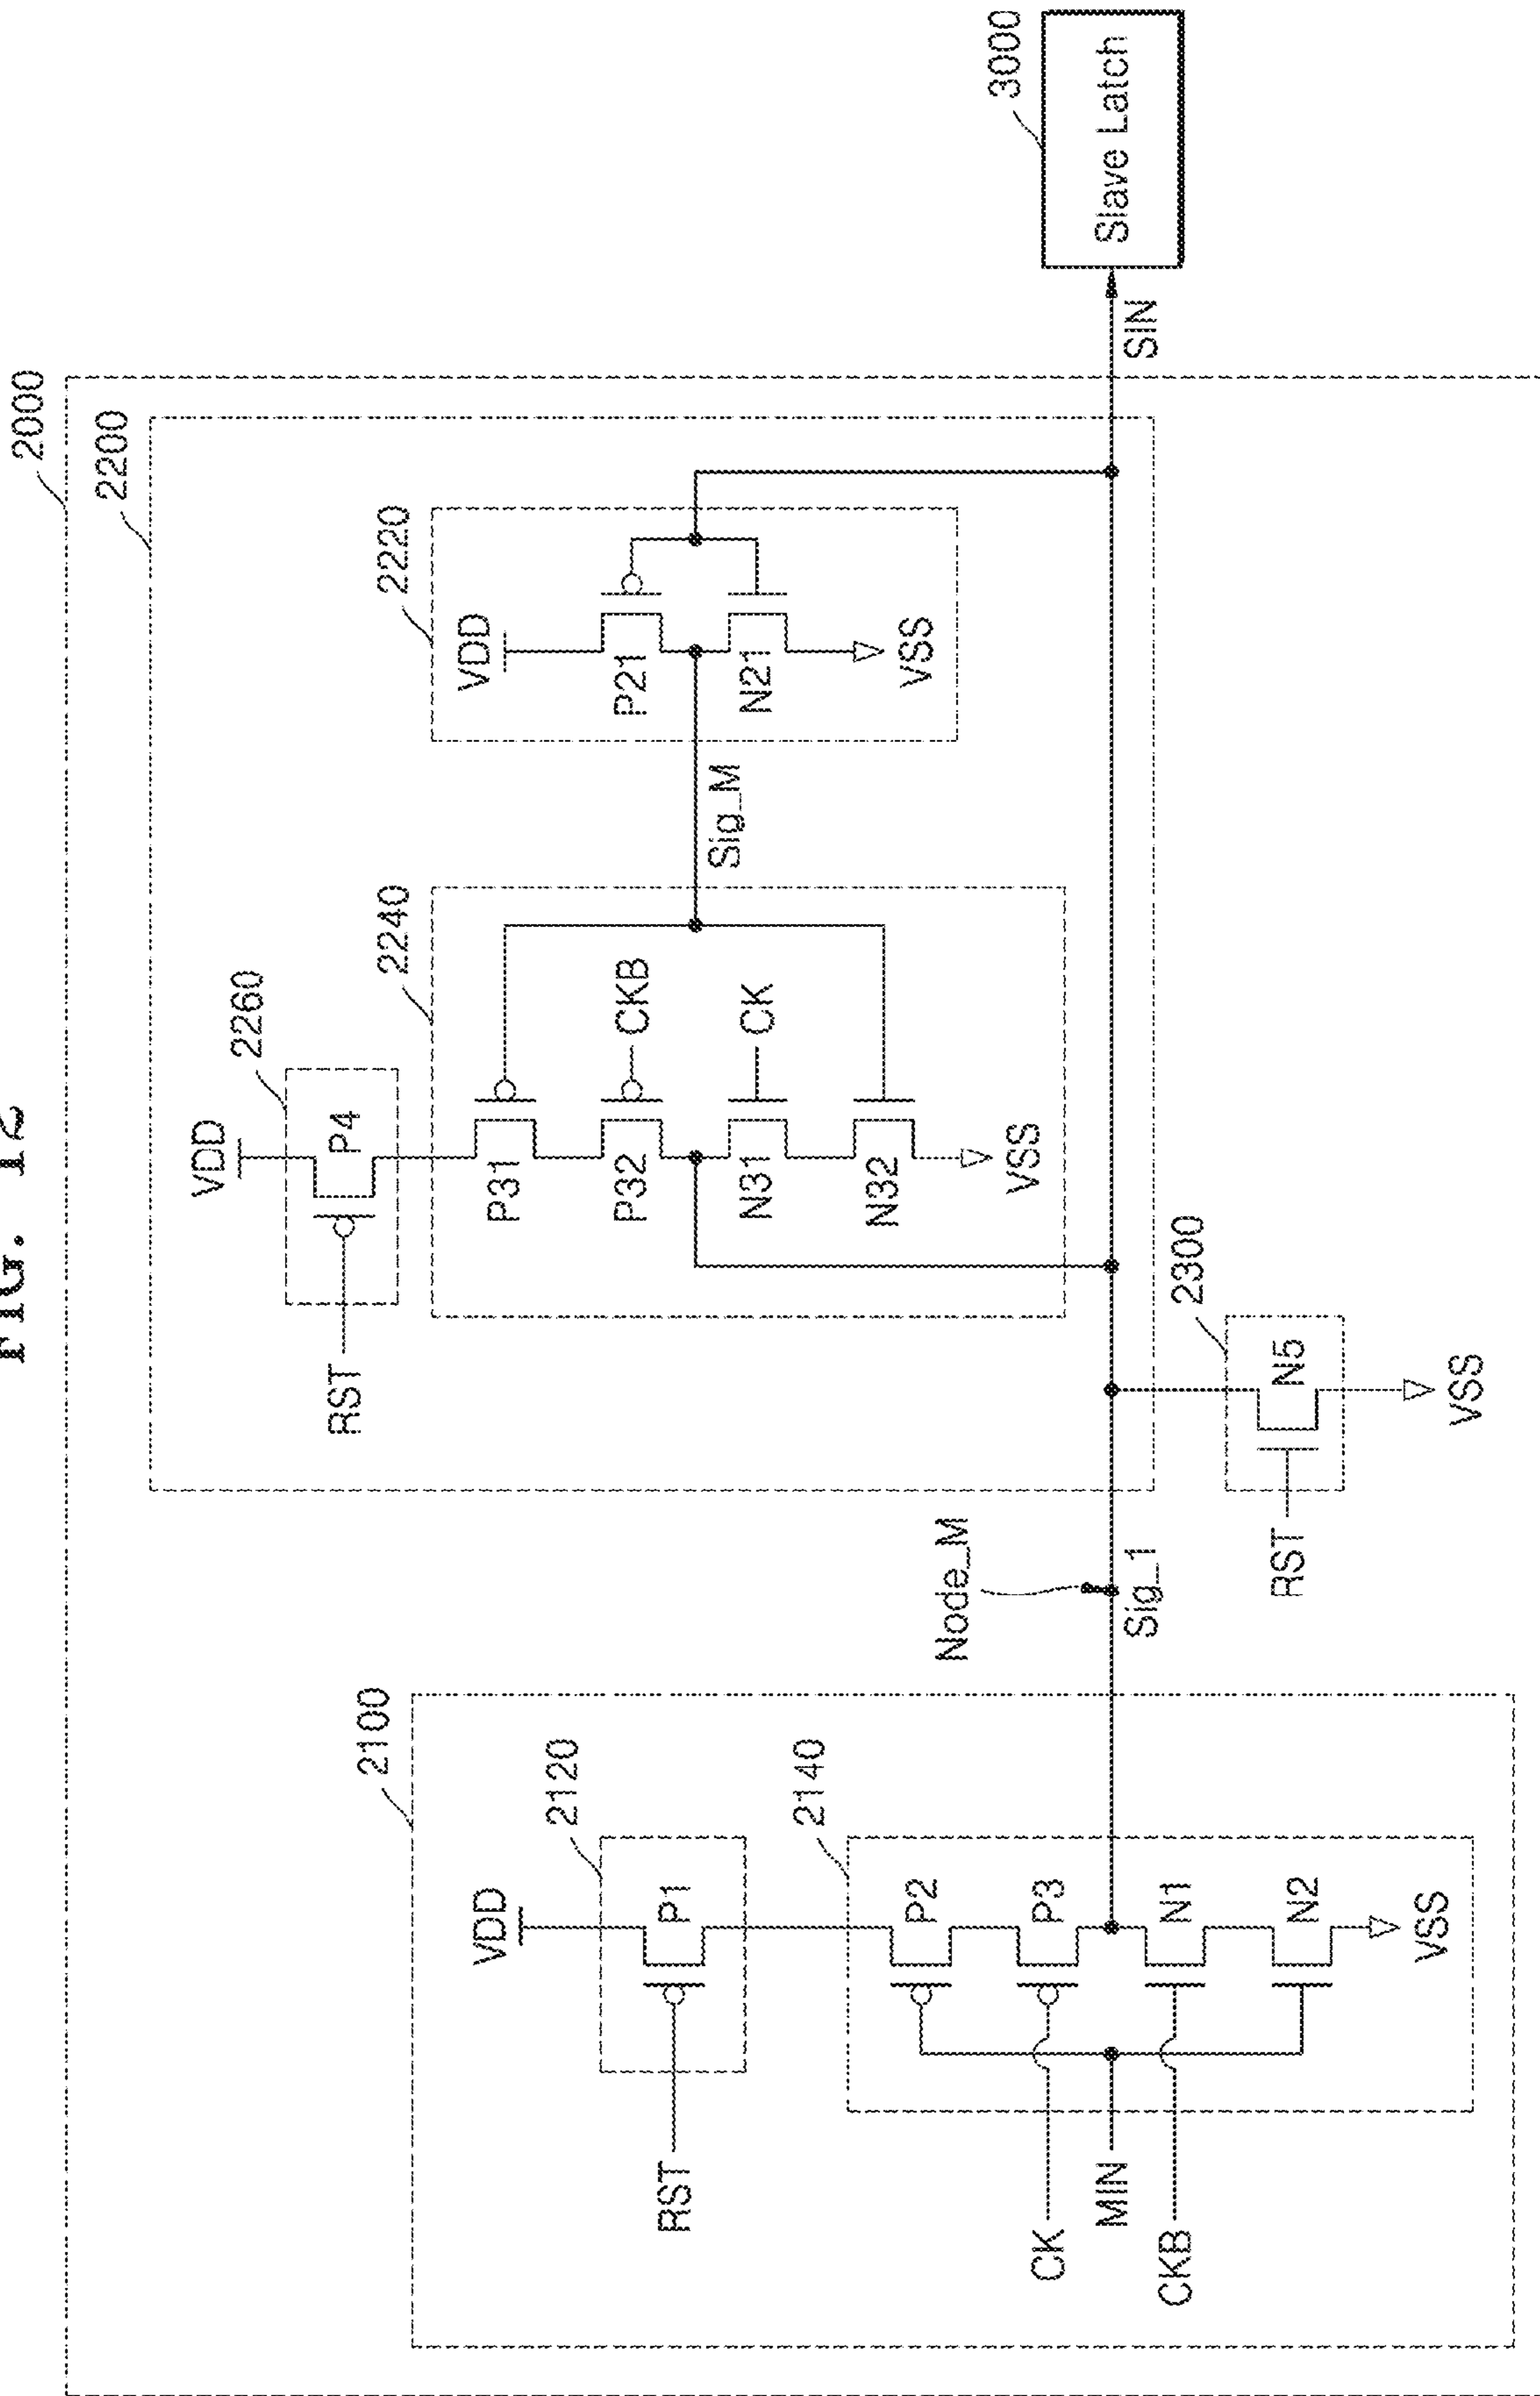 FIG. 12
2000
2200
2260
VDD
P4
RST
2240
P31
P32
CKB
N31
CK
N32
VSS
Sig_M
2220
VDD
P21
N21
VSS
2100
2120
VDD
P1
RST
2140
P2
P3
N1
N2
VSS
CK
MIN
CKB
Node_M
Sig_1
2300
N5
RST
VSS
SIN
3000
Slave Latch